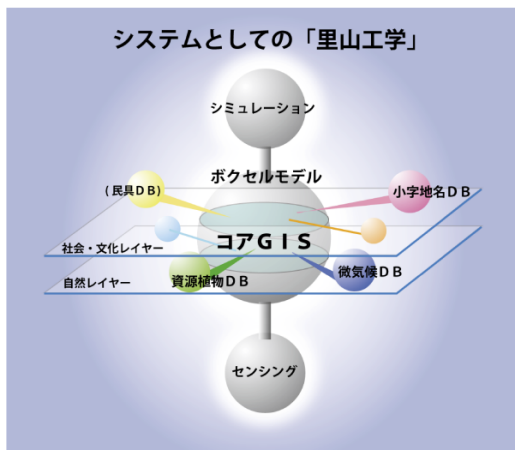 システムとしての「里山工学」
シミュレーション
ボクセルモデル
(民具ＤＢ)
小字地名ＤＢ
コアＧＩＳ
社会・文化レイヤー
自然レイヤー
資源植物ＤＢ
微気候ＤＢ
センシング